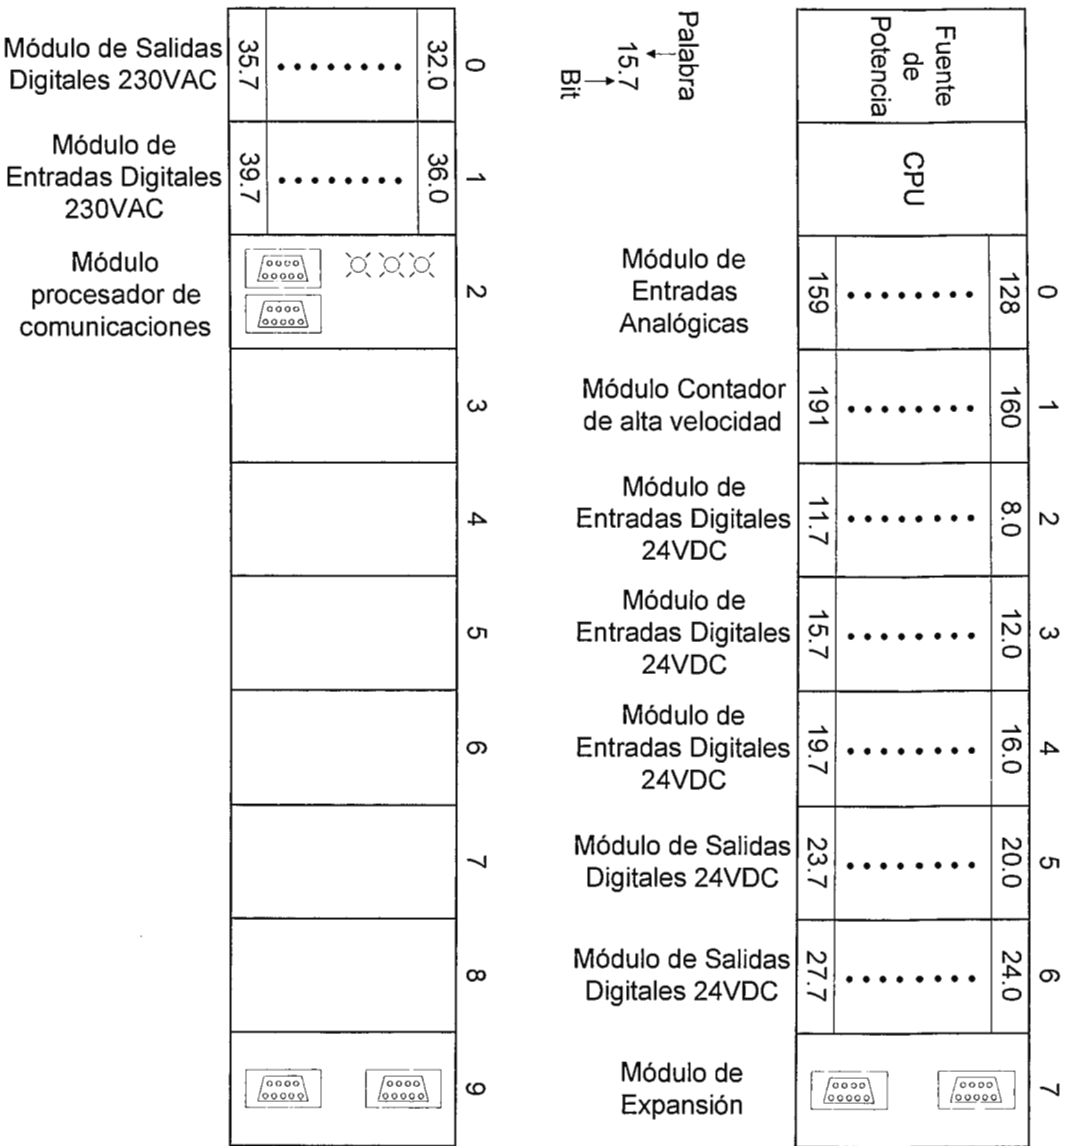 Módulo de Salidas
Digitales 230VAC
35.7
32.0
0
Módulo de
Entradas Digitales
230VAC
39.7
36.0
1
Módulo
procesador de
comunicaciones
2
3
4
5
6
7
8
9
Palabra
15.7
Bit
Fuente
de
Potencia
CPU
Módulo de
Entradas
Analógicas
159
128
0
Módulo Contador
de alta velocidad
191
160
1
Módulo de
Entradas Digitales
24VDC
11.7
8.0
2
Módulo de
Entradas Digitales
24VDC
15.7
12.0
3
Módulo de
Entradas Digitales
24VDC
19.7
16.0
4
Módulo de Salidas
Digitales 24VDC
23.7
20.0
5
Módulo de Salidas
Digitales 24VDC
27.7
24.0
6
Módulo de
Expansión
7